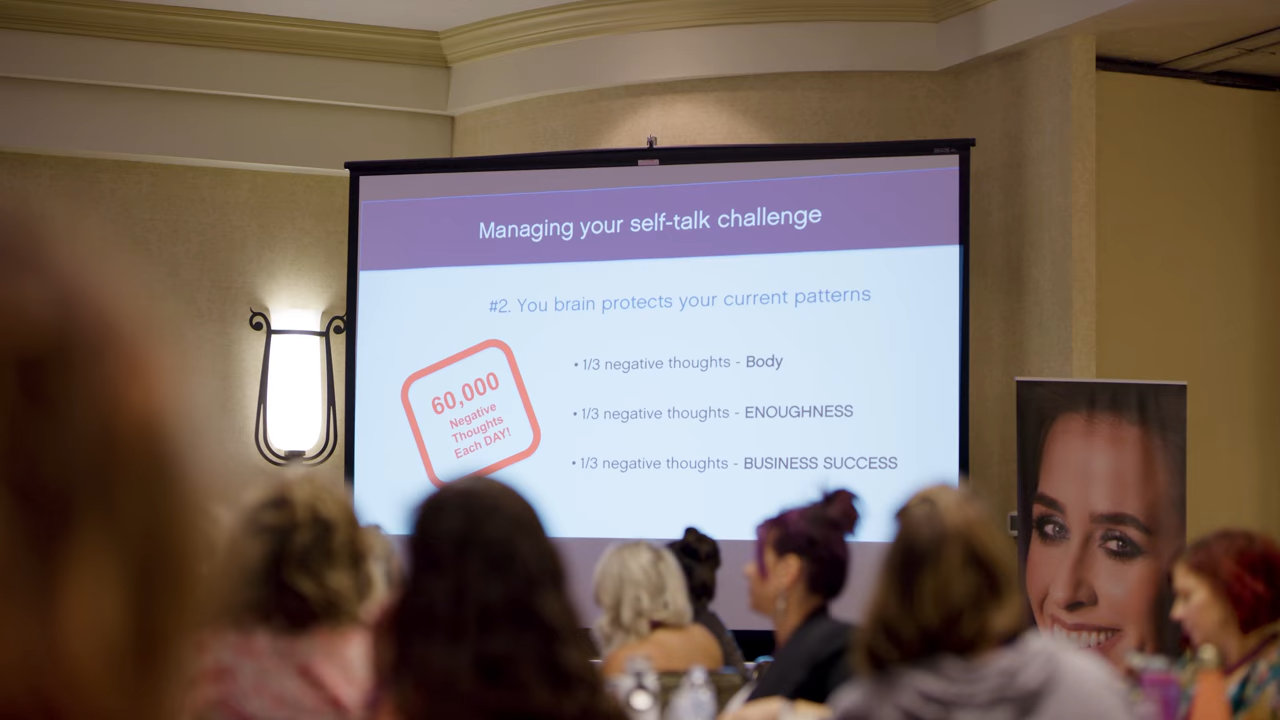 Managing your self-talk challenge
#2. You brain protects your current patterns
60,000
Negative
Thoughts
Each DAY!
• 1/3 negative thoughts - Body
• 1/3 negative thoughts - ENOUGHNESS
• 1/3 negative thoughts - BUSINESS SUCCESS